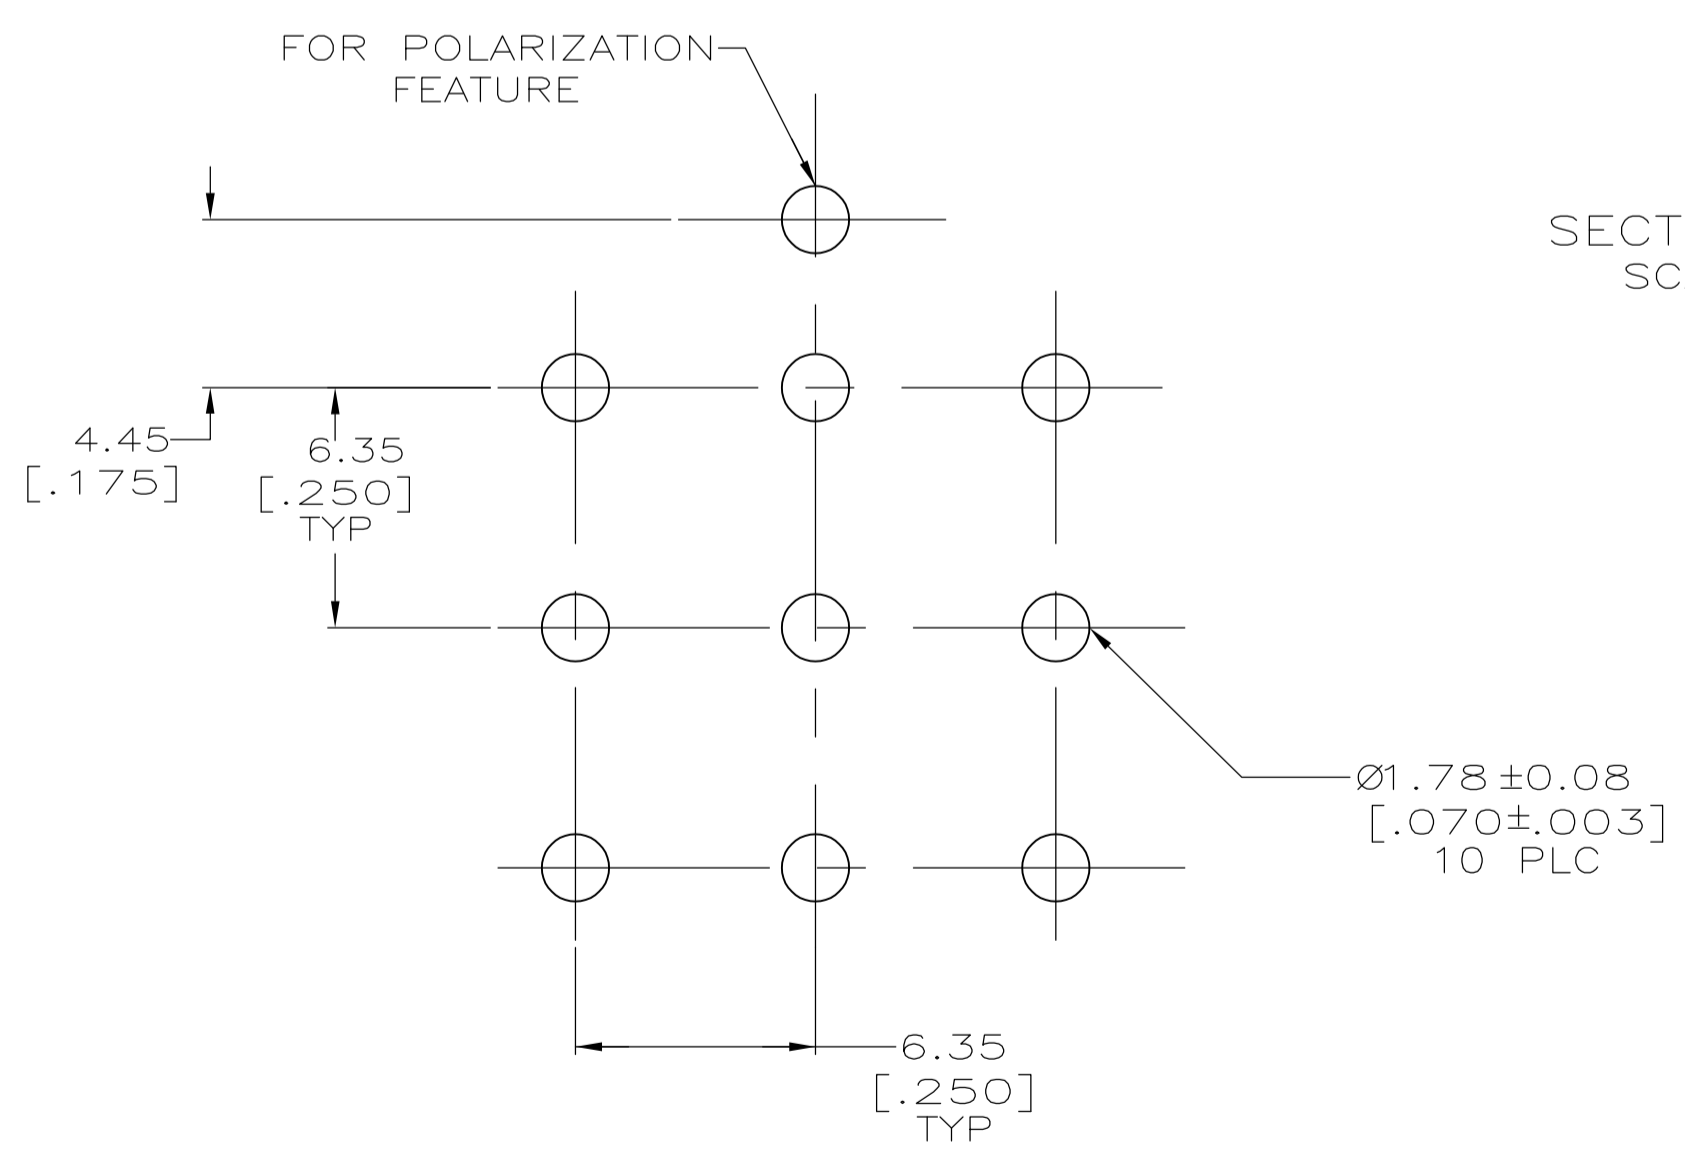 FOR POLARIZATION
FEATURE
SECT
SC
4.45
[.175]
6.35
[.250]
TYP
Ø1.78±0.08
[.070±.003]
10 PLC
6.35
[.250]
TYP